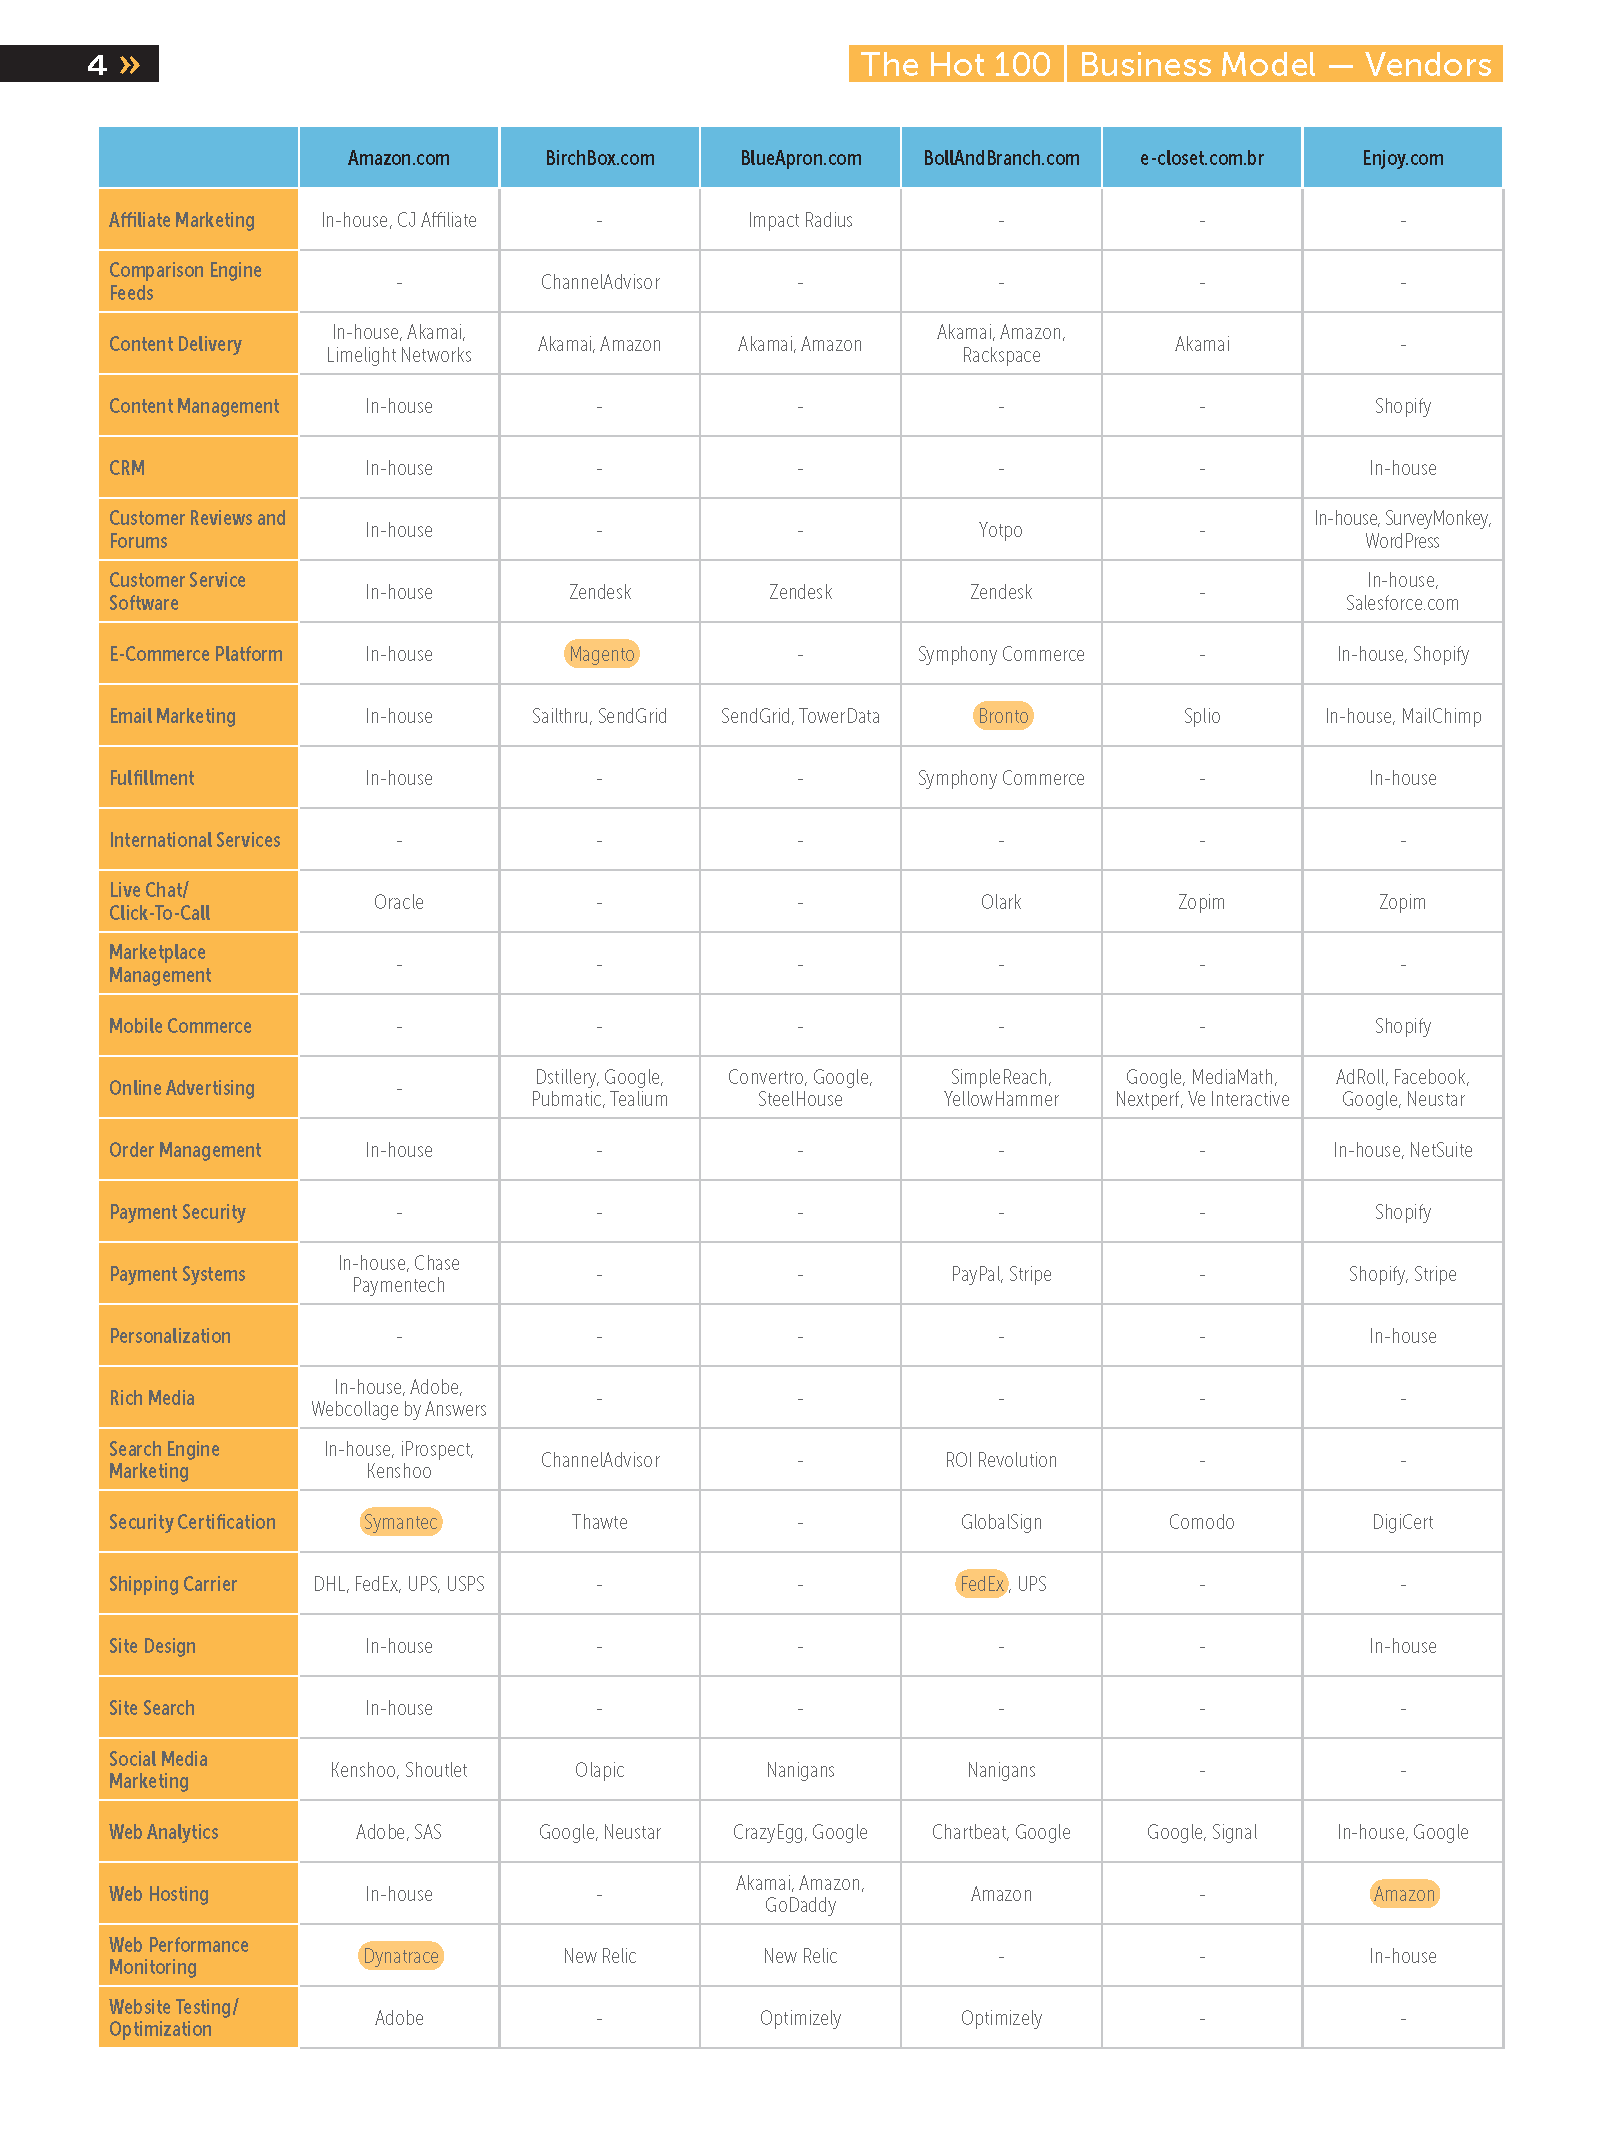 4 »
The Hot 100 | Business Model — Vendors
Amazon.com BirchBox.com BlueApron.com BollAndBranch.com e-closet.com.br Enjoy.com
Affiliate Marketing In-house, CJ Affiliate - Impact Radius - - -
Comparison Engine
Feeds - ChannelAdvisor - - - -
Content Delivery In-house, Akamai,
Limelight Networks Akamai, Amazon Akamai, Amazon Akamai, Amazon,
Rackspace Akamai -
Content Management In-house - - - - Shopify
CRM In-house - - - - In-house
Customer Reviews and
Forums In-house - - Yotpo - In-house, SurveyMonkey,
WordPress
Customer Service
Software In-house Zendesk Zendesk Zendesk - In-house,
Salesforce.com
E-Commerce Platform In-house Magento - Symphony Commerce - In-house, Shopify
Email Marketing In-house Sailthru, SendGrid SendGrid, TowerData Bronto Splio In-house, MailChimp
Fulfillment In-house - - Symphony Commerce - In-house
International Services - - - - - -
Live Chat/
Click-To-Call Oracle - - Olark Zopim Zopim
Marketplace
Management - - - - - -
Mobile Commerce - - - - - Shopify
Online Advertising - Dstillery, Google,
Pubmatic, Tealium Convertro, Google,
SteelHouse SimpleReach,
YellowHammer Google, MediaMath,
Nextperf, Ve Interactive AdRoll, Facebook,
Google, Neustar
Order Management In-house - - - - In-house, NetSuite
Payment Security - - - - - Shopify
Payment Systems In-house, Chase
Paymentech - - PayPal, Stripe - Shopify, Stripe
Personalization - - - - - In-house
Rich Media In-house, Adobe,
Webcollage by Answers - - - - -
Search Engine
Marketing In-house, iProspect,
Kenshoo ChannelAdvisor - ROI Revolution - -
Security Certification Symantec Thawte - GlobalSign Comodo DigiCert
Shipping Carrier DHL, FedEx, UPS, USPS - - FedEx, UPS - -
Site Design In-house - - - - In-house
Site Search In-house - - - - -
Social Media
Marketing Kenshoo, Shoutlet Olapic Nanigans Nanigans - -
Web Analytics Adobe, SAS Google, Neustar CrazyEgg, Google Chartbeat, Google Google, Signal In-house, Google
Web Hosting In-house - Akamai, Amazon,
GoDaddy Amazon - Amazon
Web Performance
Monitoring Dynatrace New Relic New Relic - - In-house
Website Testing/
Optimization Adobe - Optimizely Optimizely - -